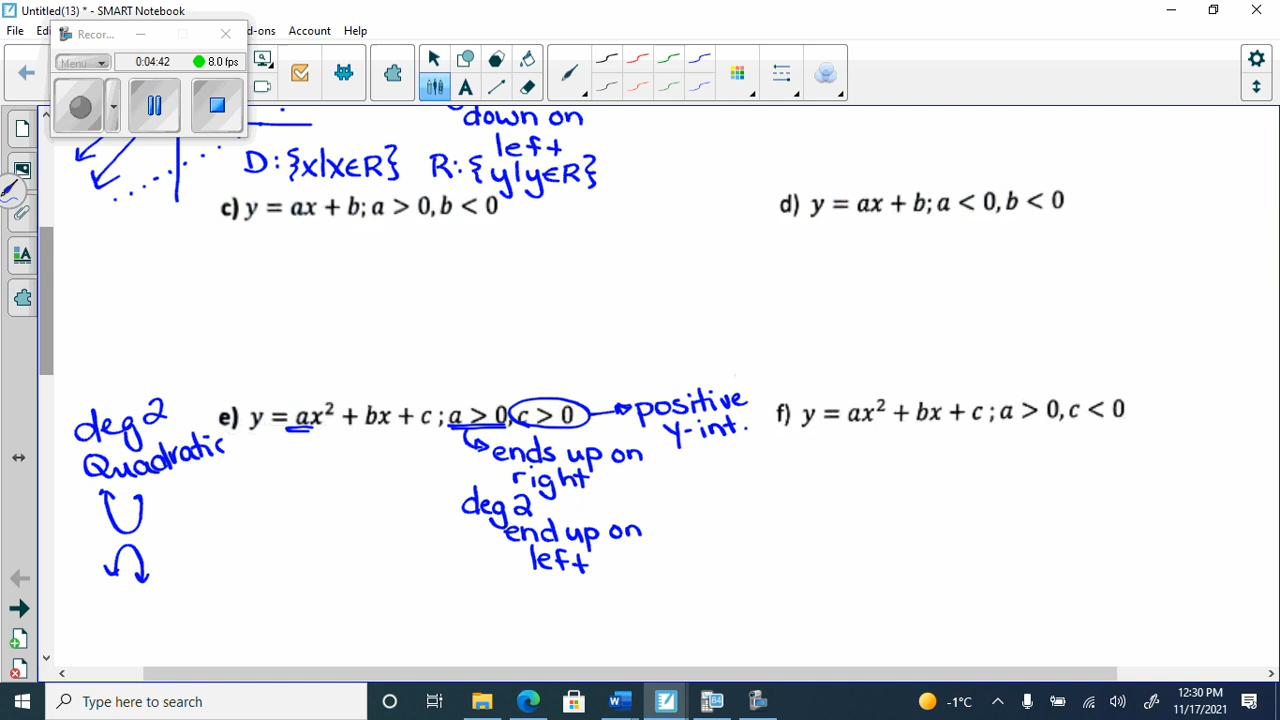 Untitled(13) * - SMART Notebook
File
Ed
d-ons
Account
Help
Recor...
Menu
0:04:42
8.0 fps
down on
left
D:{x|x∈R} R:{y|y∈R}
c) y = ax + b; a > 0, b < 0
d) y = ax + b; a < 0, b < 0
deg 2
Quadratic
e) y = ax² + bx + c ; a > 0, c > 0
positive
y-int.
ends up on
right
deg 2
end up on
left
f) y = ax² + bx + c ; a > 0, c < 0
Type here to search
-1°C
12:30 PM
11/17/2021